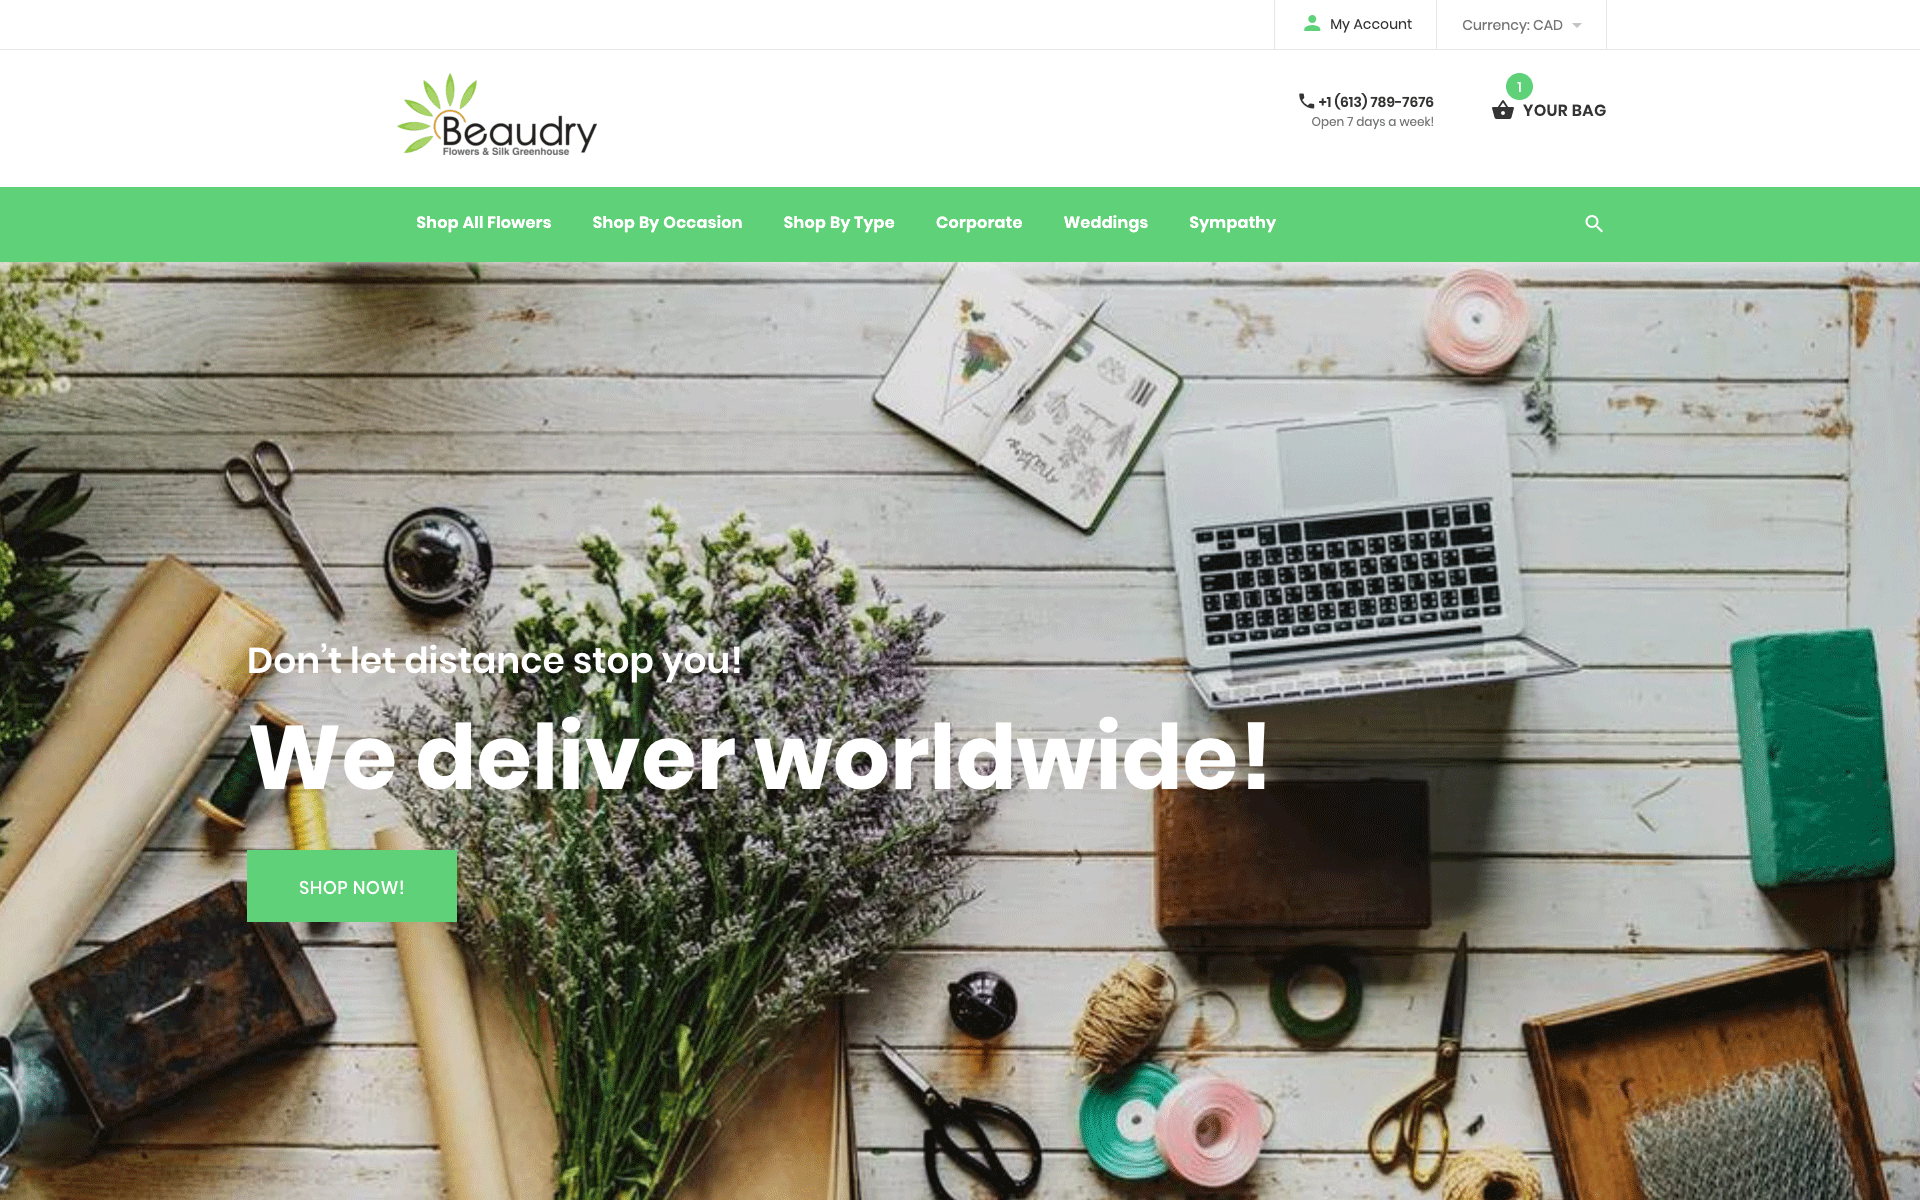 My Account
Currency: CAD
Beaudry
Flowers & Silk Greenhouse
+1 (613) 789-7676
Open 7 days a week!
1
YOUR BAG
Shop All Flowers
Shop By Occasion
Shop By Type
Corporate
Weddings
Sympathy
Don't let distance stop you!
We deliver worldwide!
SHOP NOW!